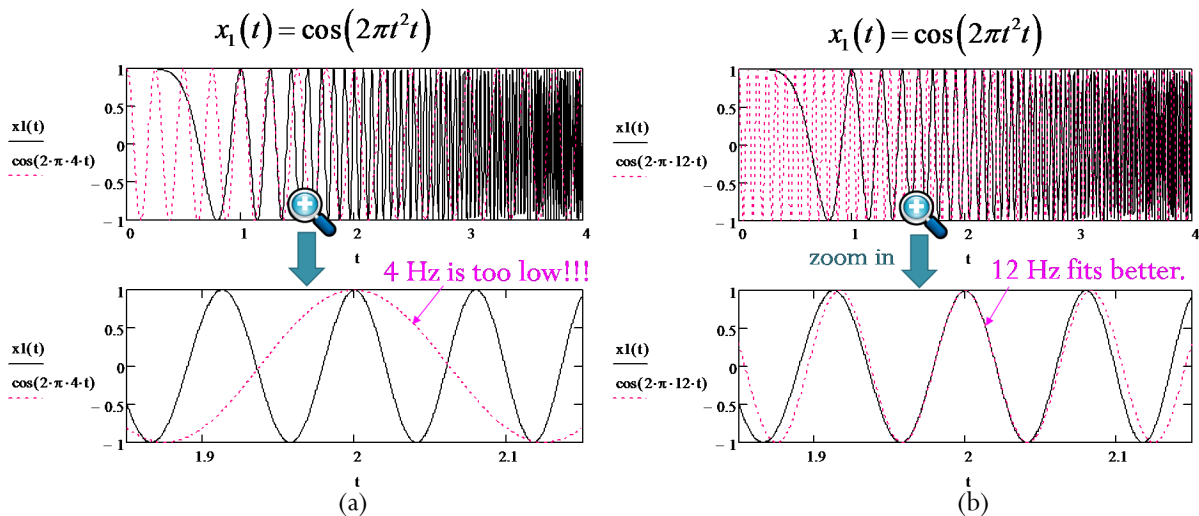 x₁(t) = cos(2πt²t)
1
0.5
0
− 0.5
− 1
x1(t)
cos(2·π·4·t)
0
1
2
3
4
t
4 Hz is too low!!!
1
0.5
0
− 0.5
− 1
x1(t)
cos(2·π·4·t)
1.9
2
2.1
t
(a)
x₁(t) = cos(2πt²t)
1
0.5
0
− 0.5
− 1
x1(t)
cos(2·π·12·t)
0
1
2
3
4
t
zoom in
12 Hz fits better.
1
0.5
0
− 0.5
− 1
x1(t)
cos(2·π·12·t)
1.9
2
2.1
t
(b)